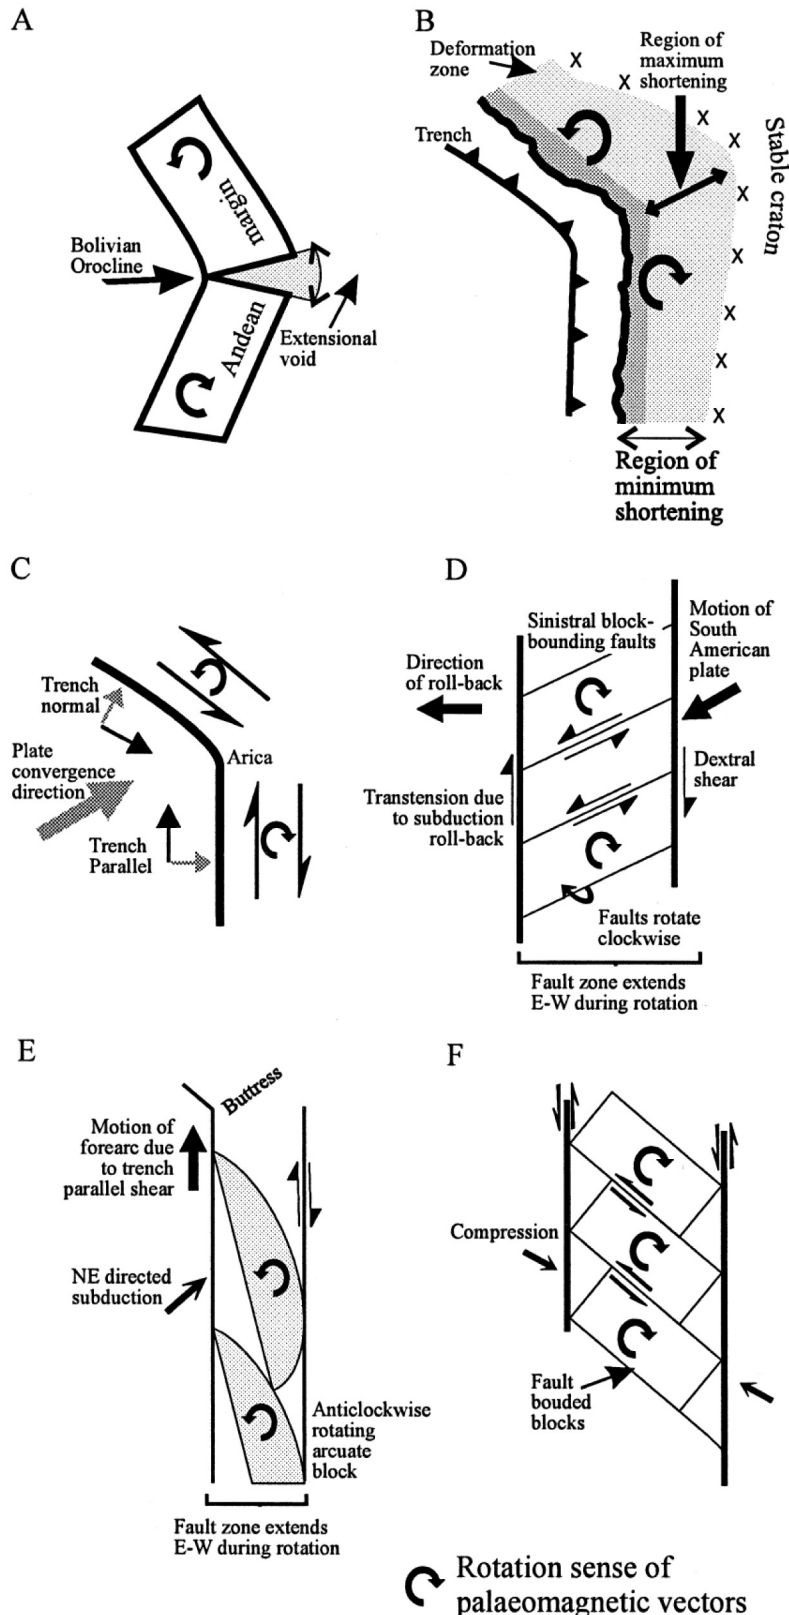 A
Bolivian
Orocline
margin
Andean
Extensional
void
B
Deformation
zone
Region of
maximum
shortening
Trench
Stable craton
X
X
X
X
X
X
X
X
X
Region of
minimum
shortening
C
Trench
normal
Plate
convergence
direction
Arica
Trench
Parallel
D
Sinistral block-
bounding faults
Motion of
South
American
plate
Direction
of roll-back
Dextral
shear
Transtension due
to subduction
roll-back
Faults rotate
clockwise
Fault zone extends
E-W during rotation
E
Buttress
Motion of
forearc due
to trench
parallel shear
NE directed
subduction
Anticlockwise
rotating
arcuate
block
Fault zone extends
E-W during rotation
F
Compression
Fault
bouded
blocks
Rotation sense of
palaeomagnetic vectors